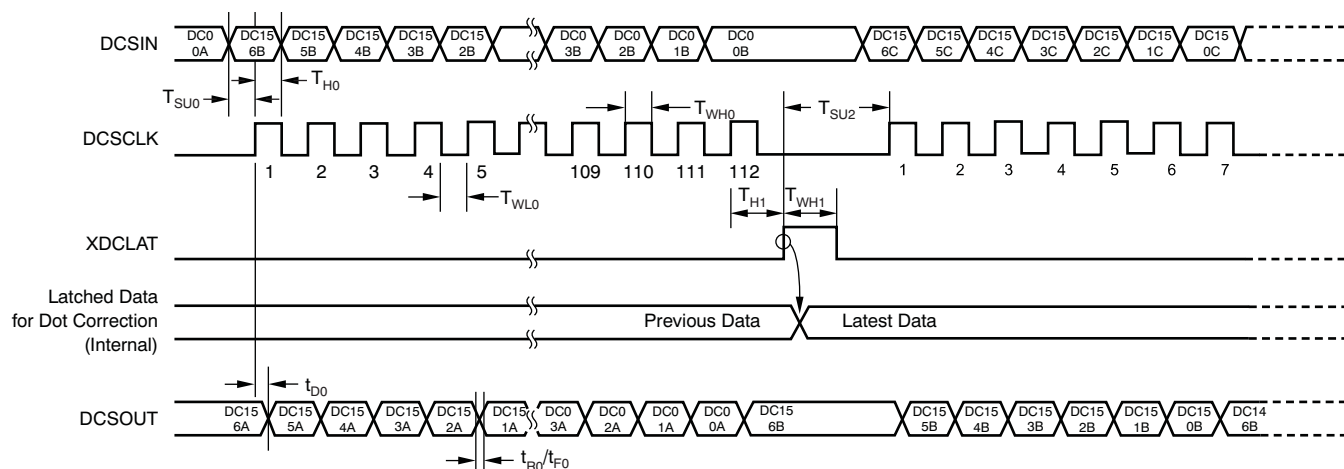 DCSIN
DC0 0A
DC15 6B
DC15 5B
DC15 4B
DC15 3B
DC15 2B
DC0 3B
DC0 2B
DC0 1B
DC0 0B
DC15 6C
DC15 5C
DC15 4C
DC15 3C
DC15 2C
DC15 1C
DC15 0C
TSU0
TH0
TWH0
TSU2
DCSCLK
1 2 3 4 5 109 110 111 112 1 2 3 4 5 6 7
TWL0
TH1
TWH1
XDCLAT
Latched Data
for Dot Correction
(Internal)
Previous Data
Latest Data
tD0
DCSOUT
DC15 6A
DC15 5A
DC15 4A
DC15 3A
DC15 2A
DC15 1A
DC0 3A
DC0 2A
DC0 1A
DC0 0A
DC15 6B
DC15 5B
DC15 4B
DC15 3B
DC15 2B
DC15 1B
DC15 0B
DC14 6B
tR0/tF0